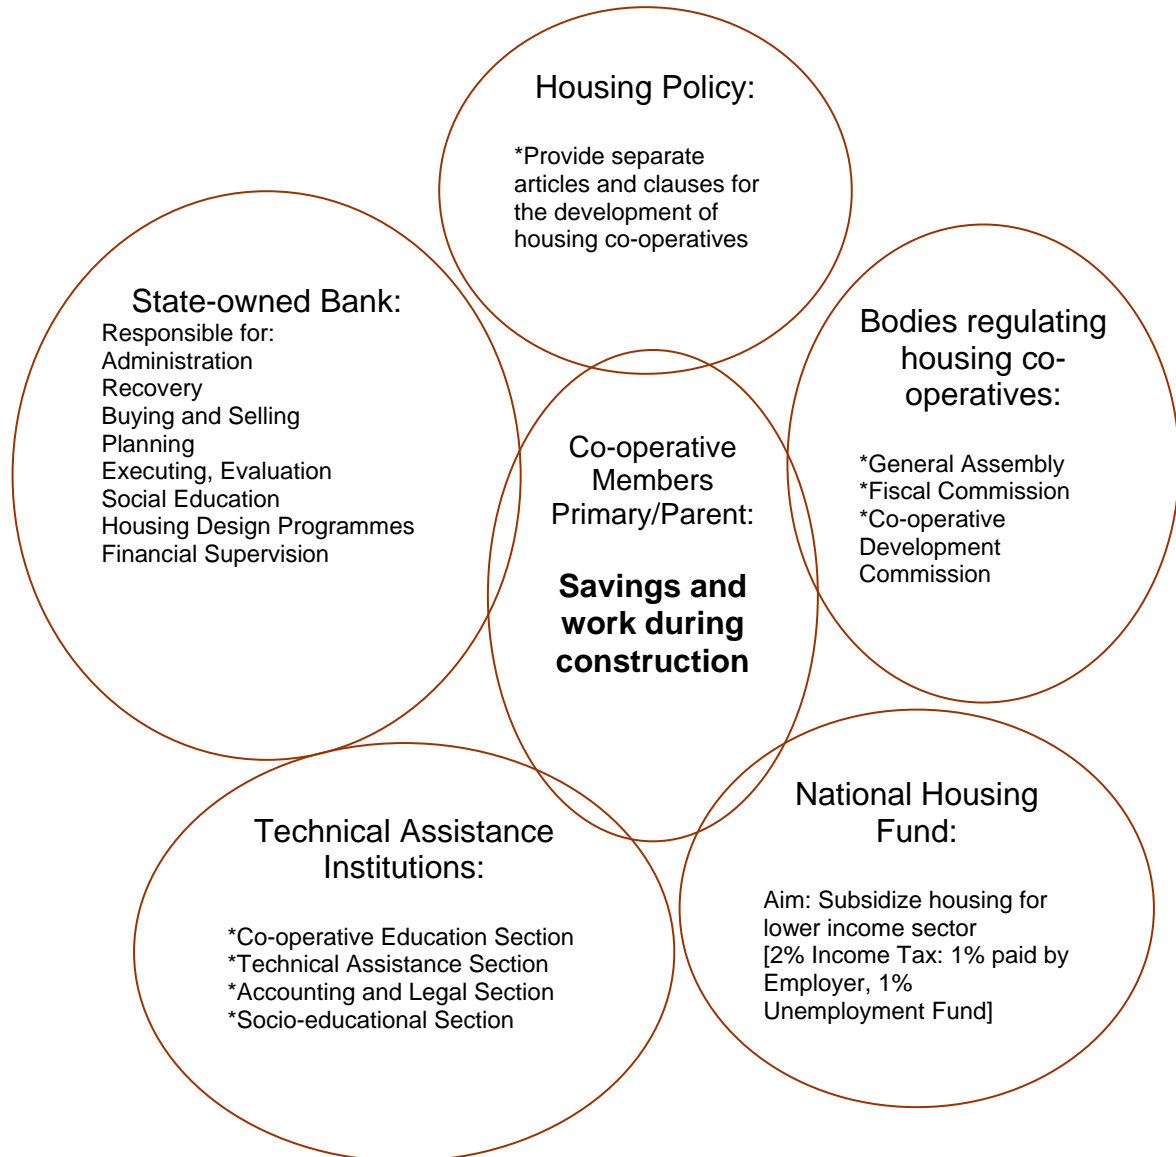 Housing Policy:
*Provide separate
articles and clauses for
the development of
housing co-operatives
State-owned Bank:
Responsible for:
Administration
Recovery
Buying and Selling
Planning
Executing, Evaluation
Social Education
Housing Design Programmes
Financial Supervision
Bodies regulating
housing co-
operatives:
*General Assembly
*Fiscal Commission
*Co-operative
Development
Commission
Co-operative
Members
Primary/Parent:
Savings and
work during
construction
Technical Assistance
Institutions:
*Co-operative Education Section
*Technical Assistance Section
*Accounting and Legal Section
*Socio-educational Section
National Housing
Fund:
Aim: Subsidize housing for
lower income sector
[2% Income Tax: 1% paid by
Employer, 1%
Unemployment Fund]